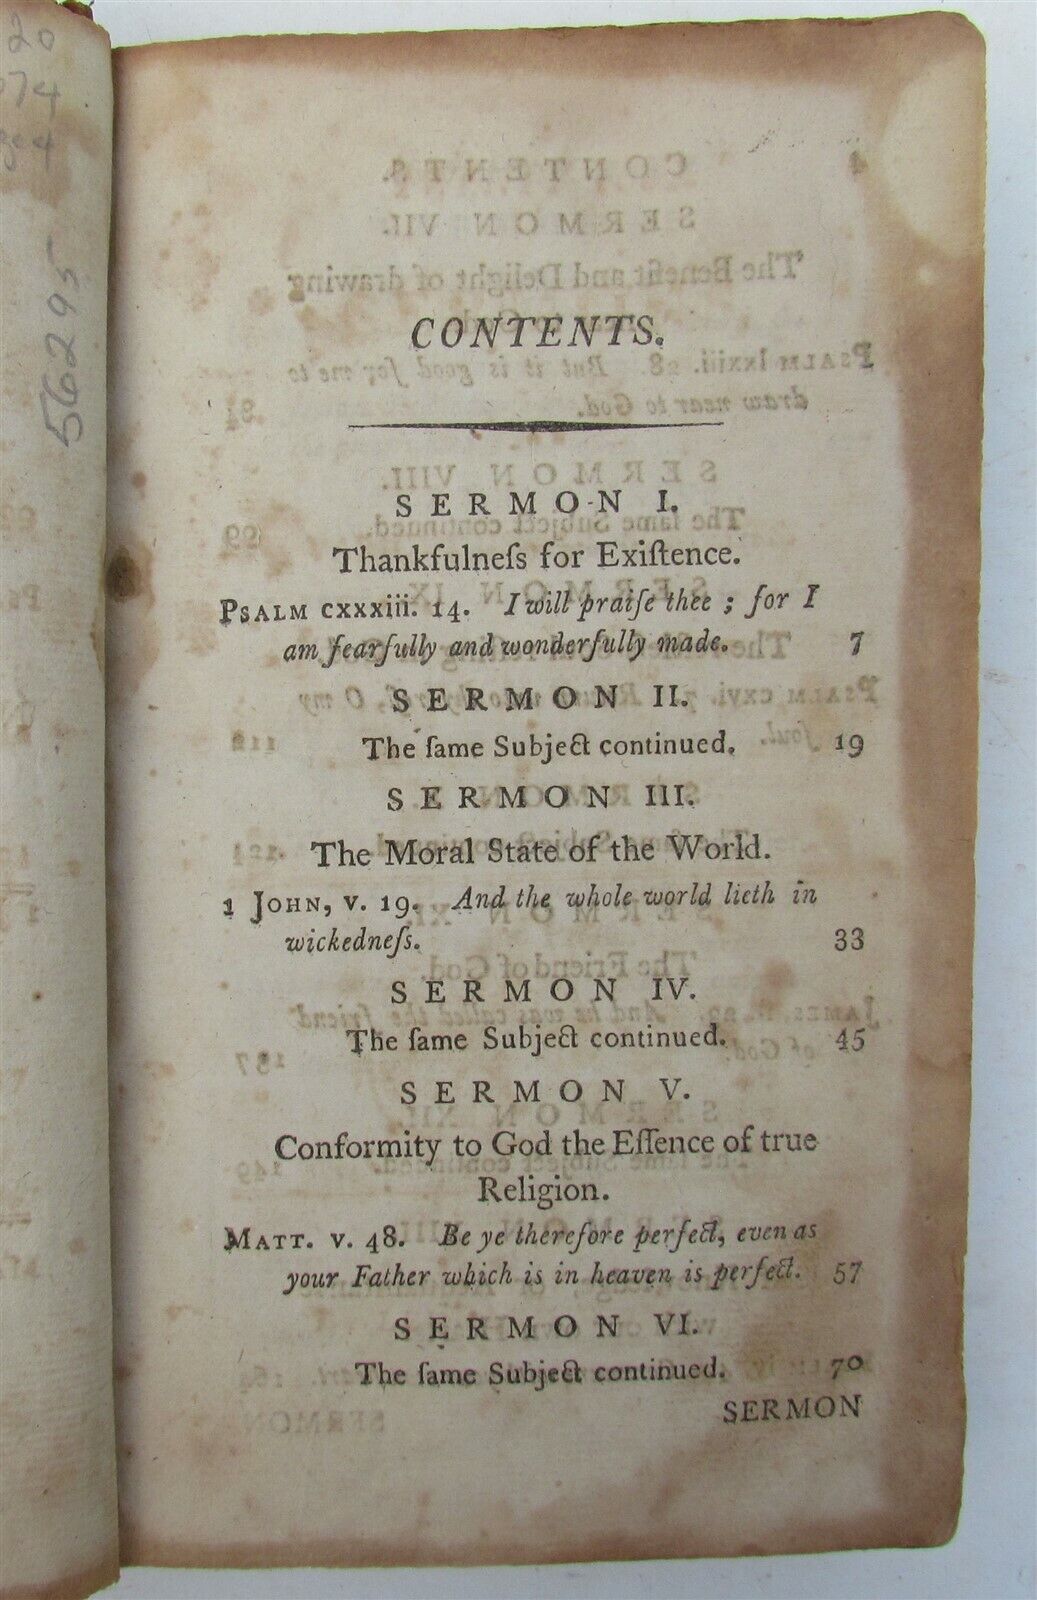 20
074
56295
CONTENTS.
SERMON I.
Thankfulneſs for Exiſtence.
PSALM CXXXiii. 14. I will praiſe thee; for I
am fearfully and wonderfully made. 7
SERMON II.
The ſame Subject continued. 19
SERMON III.
The Moral State of the World.
1 JOHN, V. 19. And the whole world lieth in
wickedneſs. 33
SERMON IV.
The ſame Subject continued. 45
SERMON V.
Conformity to God the Eſſence of true
Religion.
MATT. V. 48. Be ye therefore perfect, even as
your Father which is in heaven is perfect. 57
SERMON VI.
The ſame Subject continued. 70
SERMON